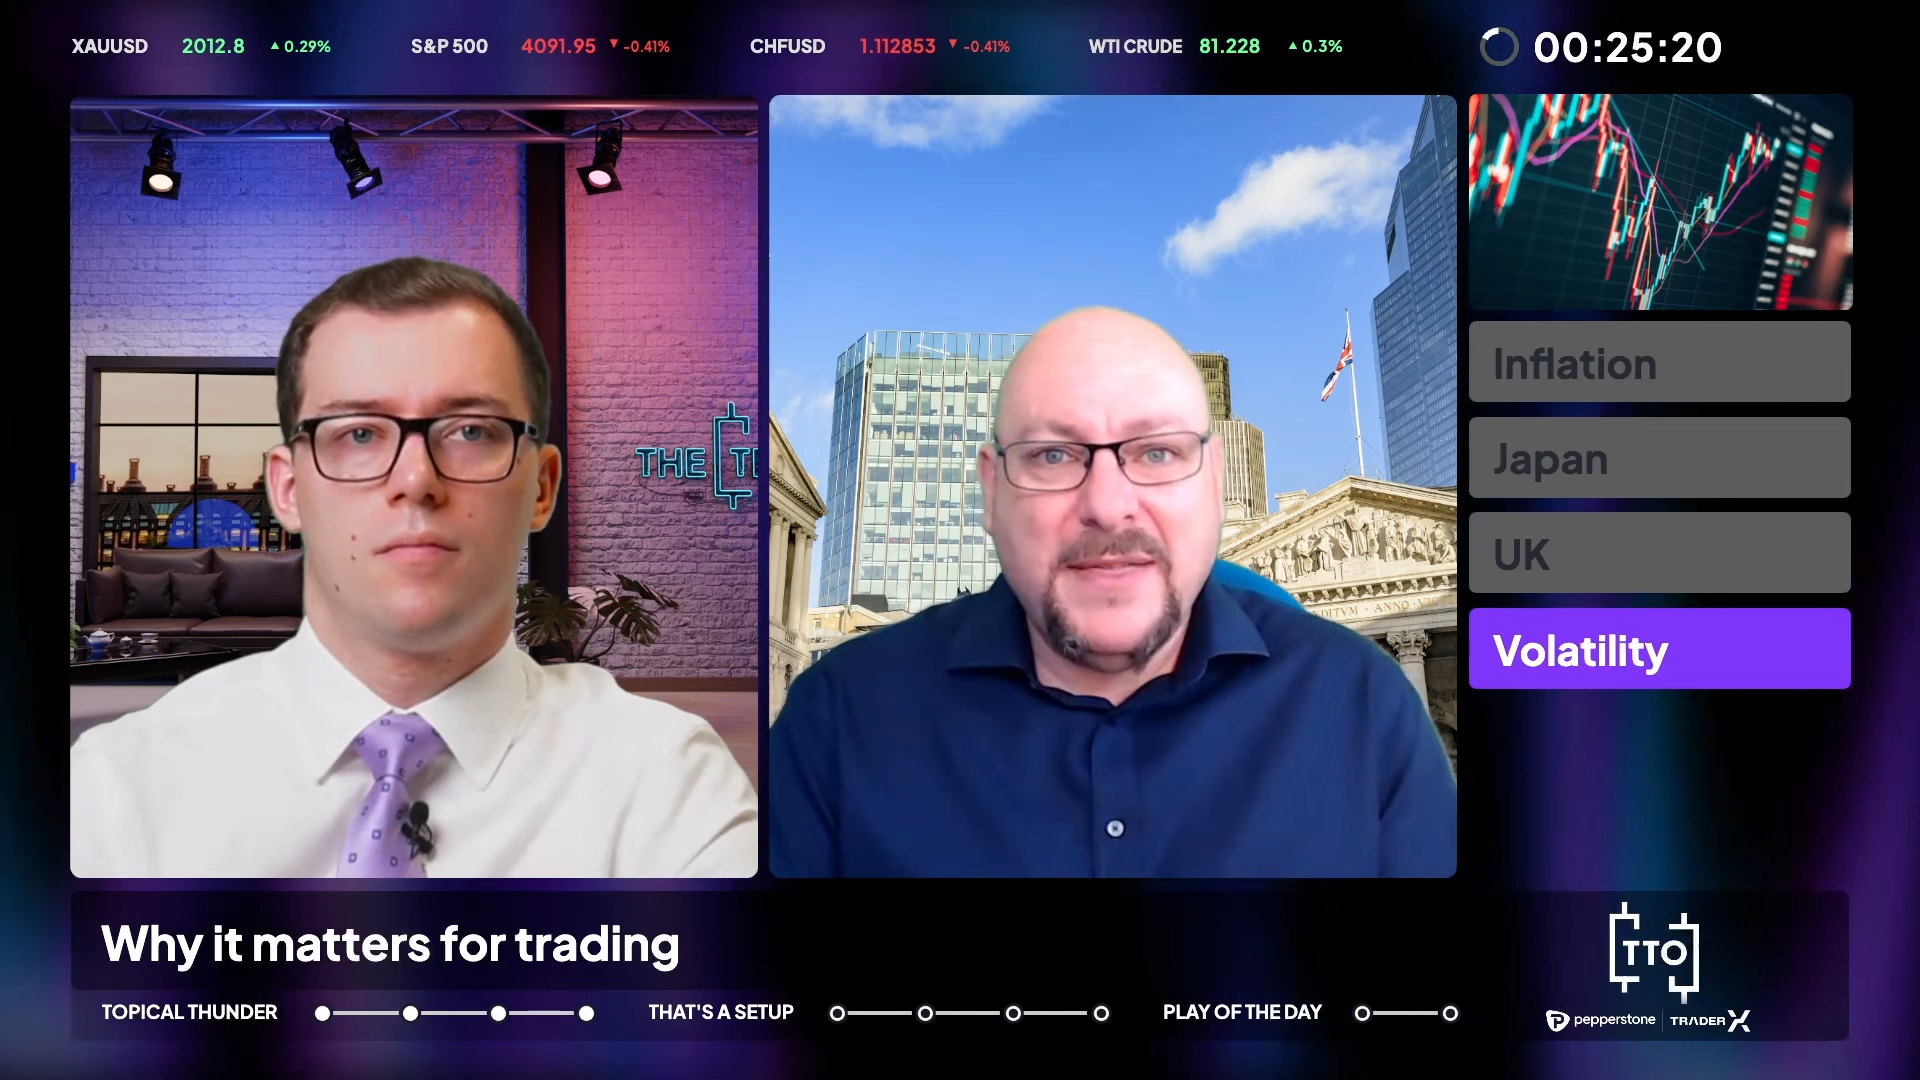 XAUUSD 2012.8 ▲ 0.29% S&P 500 4091.95 ▼ -0.41% CHFUSD 1.112853 ▼ -0.41% WTI CRUDE 81.228 ▲ 0.3% 00:25:20
THE
Inflation
Japan
UK
Volatility
ANNO
Why it matters for trading
TTO
TOPICAL THUNDER THAT'S A SETUP PLAY OF THE DAY
pepperstone TRADER X